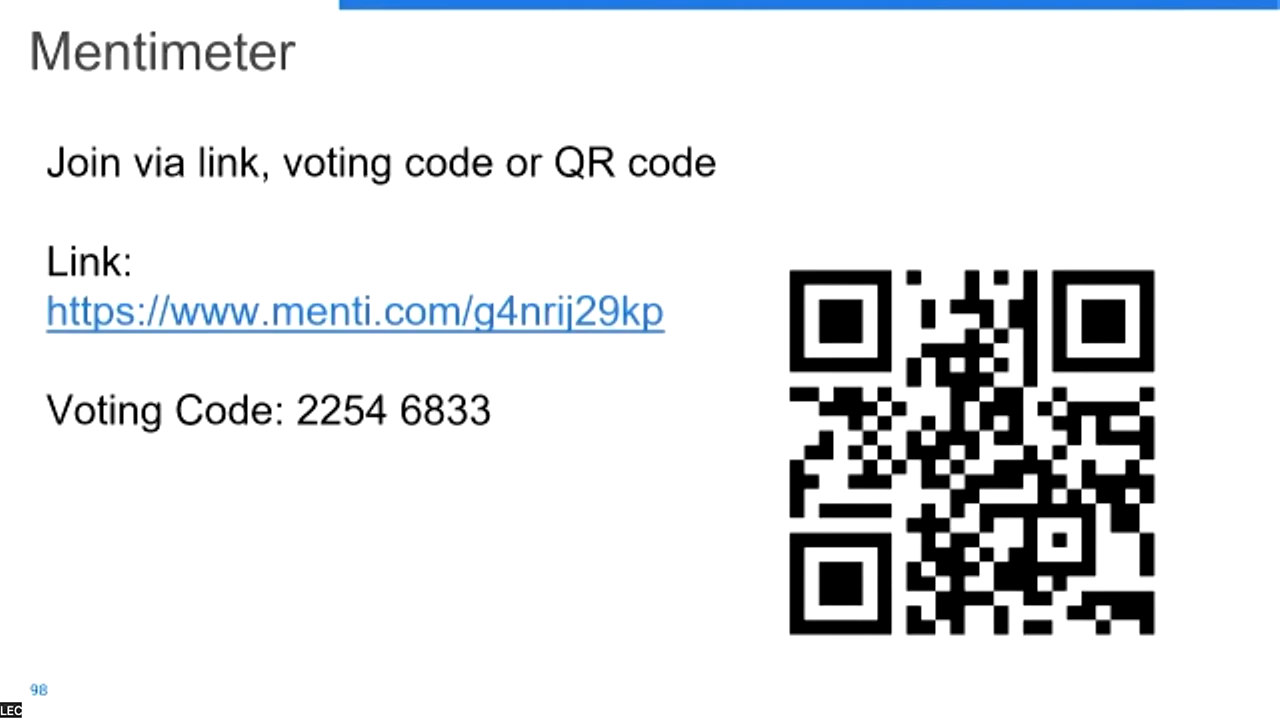 Mentimeter
Join via link, voting code or QR code
Link:
https://www.menti.com/g4nrij29kp
Voting Code: 2254 6833
98
LEC